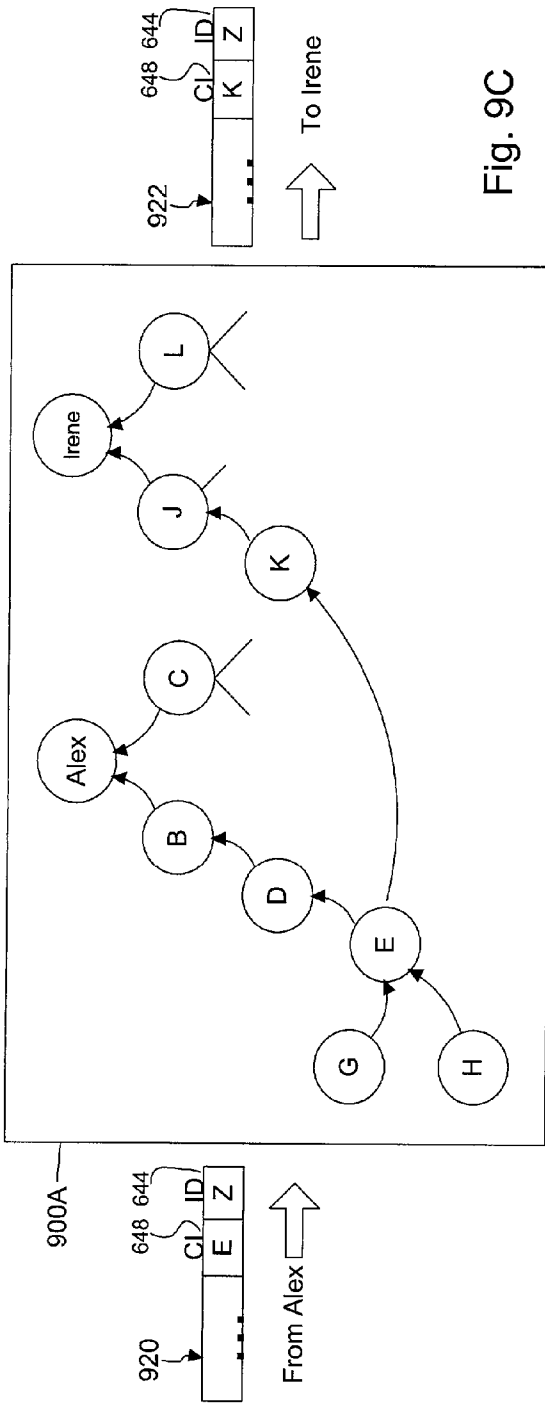 900A
Alex
Irene
B
C
J
L
D
K
E
G
H
920
CI
648
ID
644
E
Z
From Alex
922
CI
648
ID
644
K
Z
To Irene
Fig. 9C